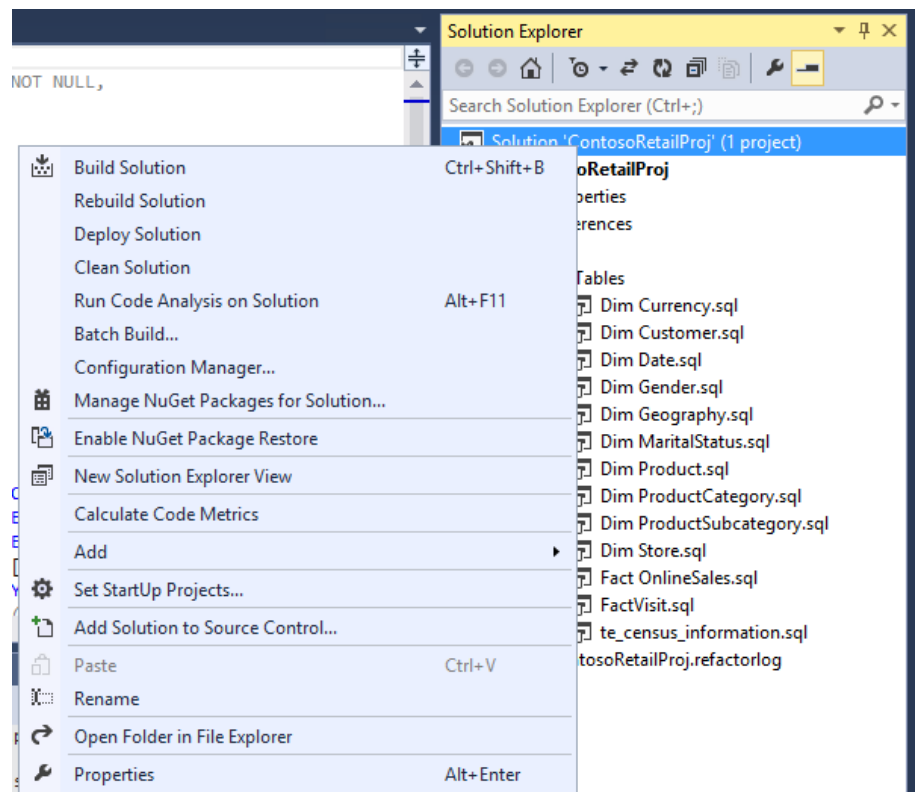 Solution Explorer
NOT NULL,
Search Solution Explorer (Ctrl+;)
Solution 'ContosoRetailProj' (1 project)
Build Solution Ctrl+Shift+B
oRetailProj
Rebuild Solution
perties
Deploy Solution
erences
Clean Solution
Tables
Run Code Analysis on Solution Alt+F11
Dim Currency.sql
Batch Build...
Dim Customer.sql
Configuration Manager...
Dim Date.sql
Dim Gender.sql
Manage NuGet Packages for Solution...
Dim Geography.sql
Enable NuGet Package Restore
Dim MaritalStatus.sql
New Solution Explorer View
Dim Product.sql
Dim ProductCategory.sql
Calculate Code Metrics
Dim ProductSubcategory.sql
Add
Dim Store.sql
Set StartUp Projects...
Fact OnlineSales.sql
FactVisit.sql
Add Solution to Source Control...
te_census_information.sql
Paste Ctrl+V
tosoRetailProj.refactorlog
Rename
Open Folder in File Explorer
Properties Alt+Enter